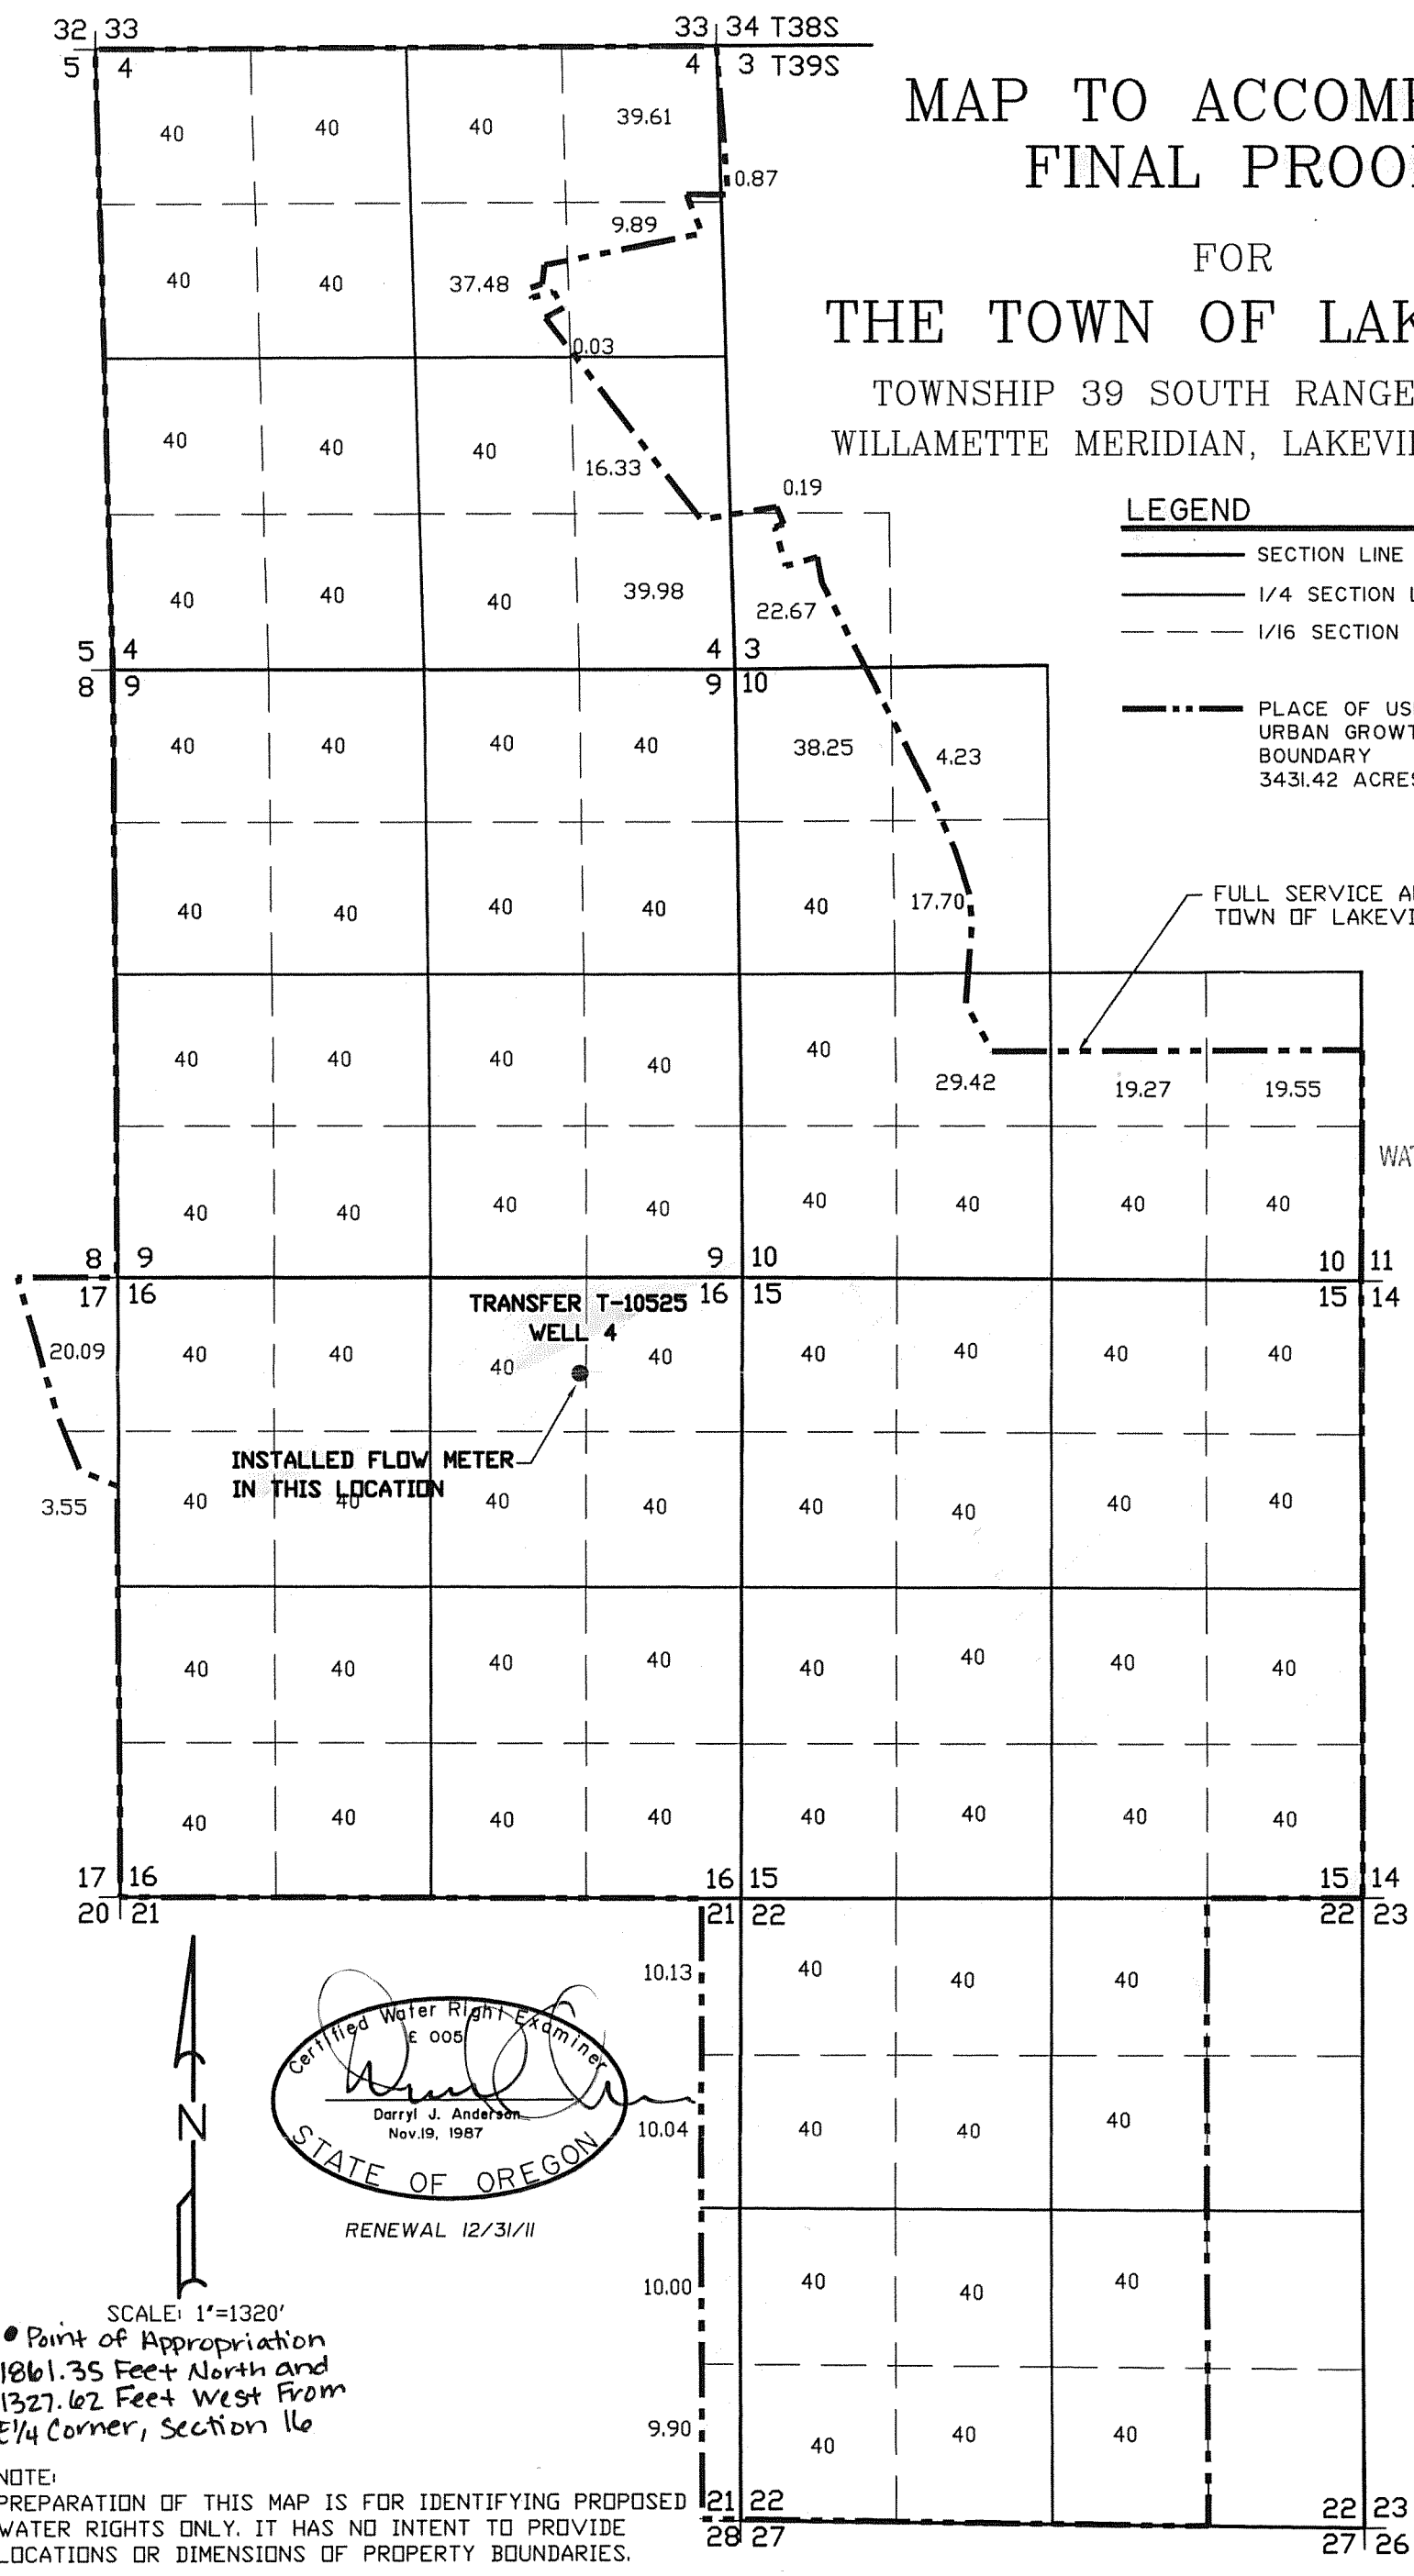 32 33
33 34 T38S
5 4
4 3 T39S
MAP TO ACCOMP
FINAL PROOF
FOR
THE TOWN OF LAK
TOWNSHIP 39 SOUTH RANGE
WILLAMETTE MERIDIAN, LAKEVI
LEGEND
SECTION LINE
1/4 SECTION L
1/16 SECTION
PLACE OF US
URBAN GROWT
BOUNDARY
3431.42 ACRES
FULL SERVICE A
TOWN OF LAKEVI
WAT
40 40 40 39.61
0.87
9.89
40 40 37.48
0.03
40 40 40 16.33
0.19
40 40 40 39.98 22.67
5 4
4 3
8 9
9 10
40 40 40 40 38.25 4.23
40 40 40 40 40 17.70
40 40 40 40 40 29.42 19.27 19.55
40 40 40 40 40 40 40 40
8 9
9 10
10 11
17 16
16 15
15 14
TRANSFER T-10525
WELL 4
20.09 40 40 40 40 40 40 40 40
INSTALLED FLOW METER
IN THIS LOCATION
3.55 40 40 40 40 40 40 40 40
40 40 40 40 40 40 40 40
40 40 40 40 40 40 40 40
17 16
16 15
15 14
20 21
21 22
22 23
10.13 40 40 40
10.04 40 40 40
10.00 40 40 40
9.90 40 40 40
21 22
22 23
28 27
27 26
Certified Water Right Examiner
E 005
Darryl J. Anderson
Nov.19, 1987
STATE OF OREGON
RENEWAL 12/31/11
N
SCALE: 1"=1320'
• Point of Appropriation
1861.35 Feet North and
1327.62 Feet West From
E1/4 Corner, Section 16
NOTE:
PREPARATION OF THIS MAP IS FOR IDENTIFYING PROPOSED
WATER RIGHTS ONLY. IT HAS NO INTENT TO PROVIDE
LOCATIONS OR DIMENSIONS OF PROPERTY BOUNDARIES.